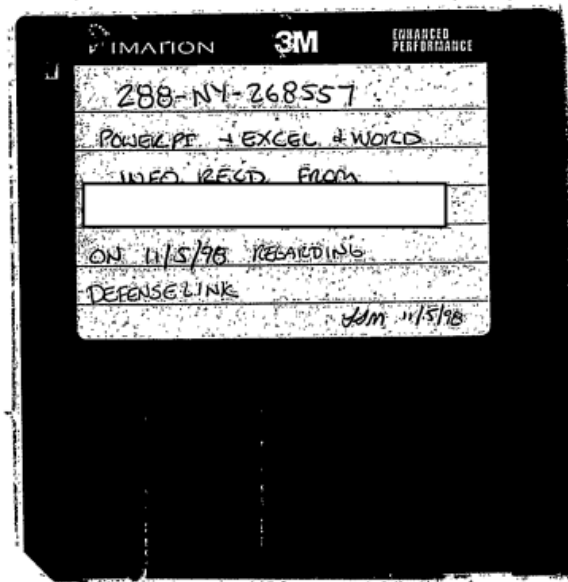 IMATION 3M ENHANCED PERFORMANCE
288-NY-268557
POWERPT + EXCEL + WORD
INFO RECD FROM
ON 11/5/98 REGARDING
DEFENSELINK
11/5/98